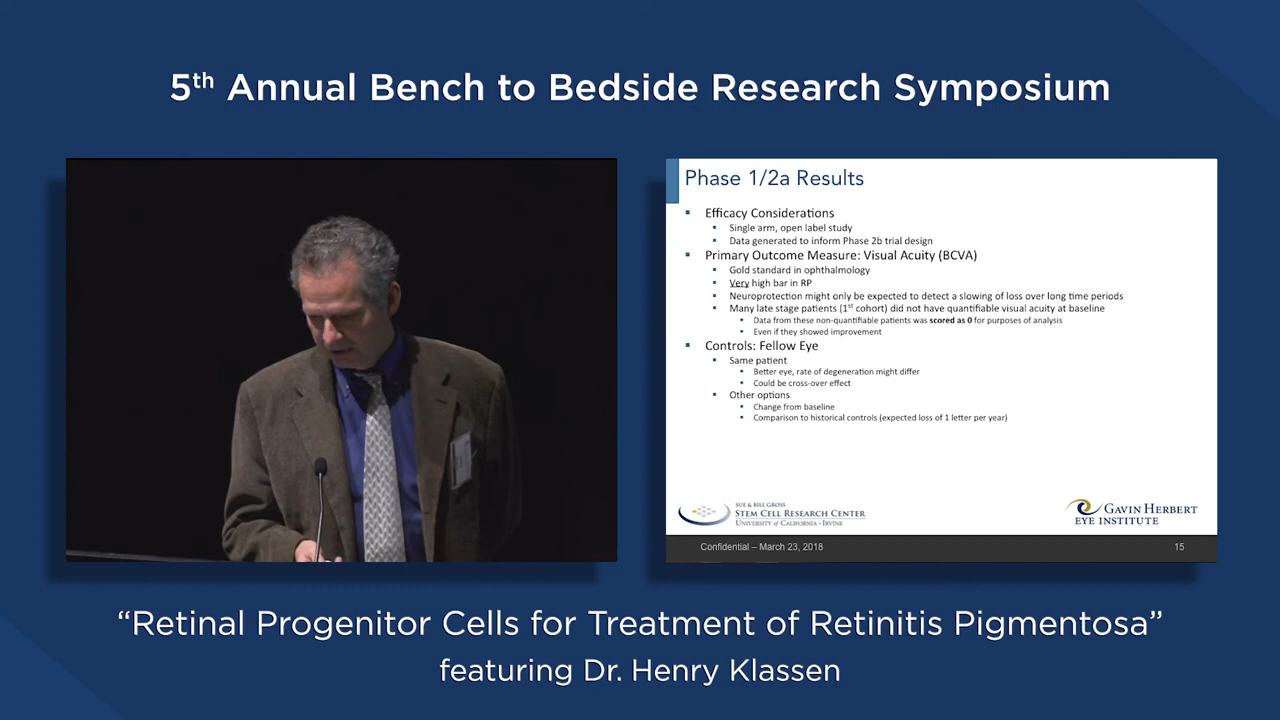 5th Annual Bench to Bedside Research Symposium
Phase 1/2a Results
Efficacy Considerations
Single arm, open label study
Data generated to inform Phase 2b trial design
Primary Outcome Measure: Visual Acuity (BCVA)
Gold standard in ophthalmology
Very high bar in RP
Neuroprotection might only be expected to detect a slowing of loss over long time periods
Many late stage patients (1st cohort) did not have quantifiable visual acuity at baseline
Data from these non-quantifiable patients was scored as 0 for purposes of analysis
Even if they showed improvement
Controls: Fellow Eye
Same patient
Better eye, rate of degeneration might differ
Could be cross-over effect
Other options
Change from baseline
Comparison to historical controls (expected loss of 1 letter per year)
SUE & BILL GROSS
STEM CELL RESEARCH CENTER
UNIVERSITY OF CALIFORNIA • IRVINE
GAVIN HERBERT
EYE INSTITUTE
Confidential – March 23, 2018
15
“Retinal Progenitor Cells for Treatment of Retinitis Pigmentosa”
featuring Dr. Henry Klassen